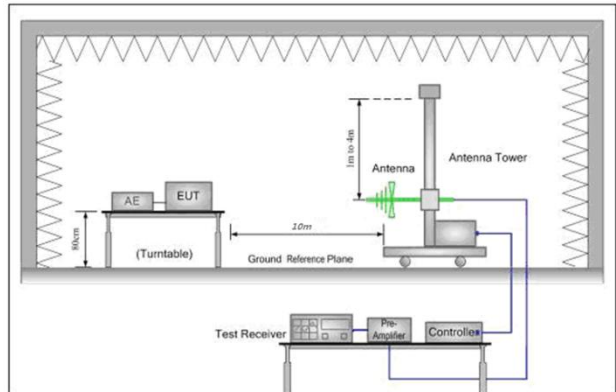 1m to 4m
Antenna
Antenna Tower
AE
EUT
80cm
(Turntable)
10m
Ground Reference Plane
Test Receiver
Pre-
Amplifier
Controller